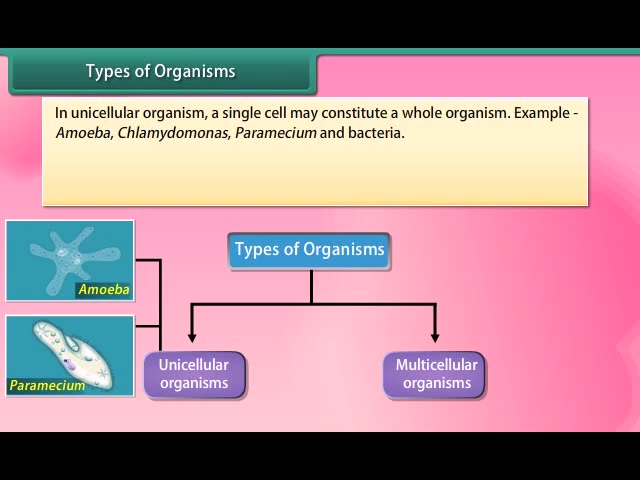 Types of Organisms
In unicellular organism, a single cell may constitute a whole organism. Example -
Amoeba, Chlamydomonas, Paramecium and bacteria.
Types of Organisms
Amoeba
Paramecium
Unicellular
organisms
Multicellular
organisms